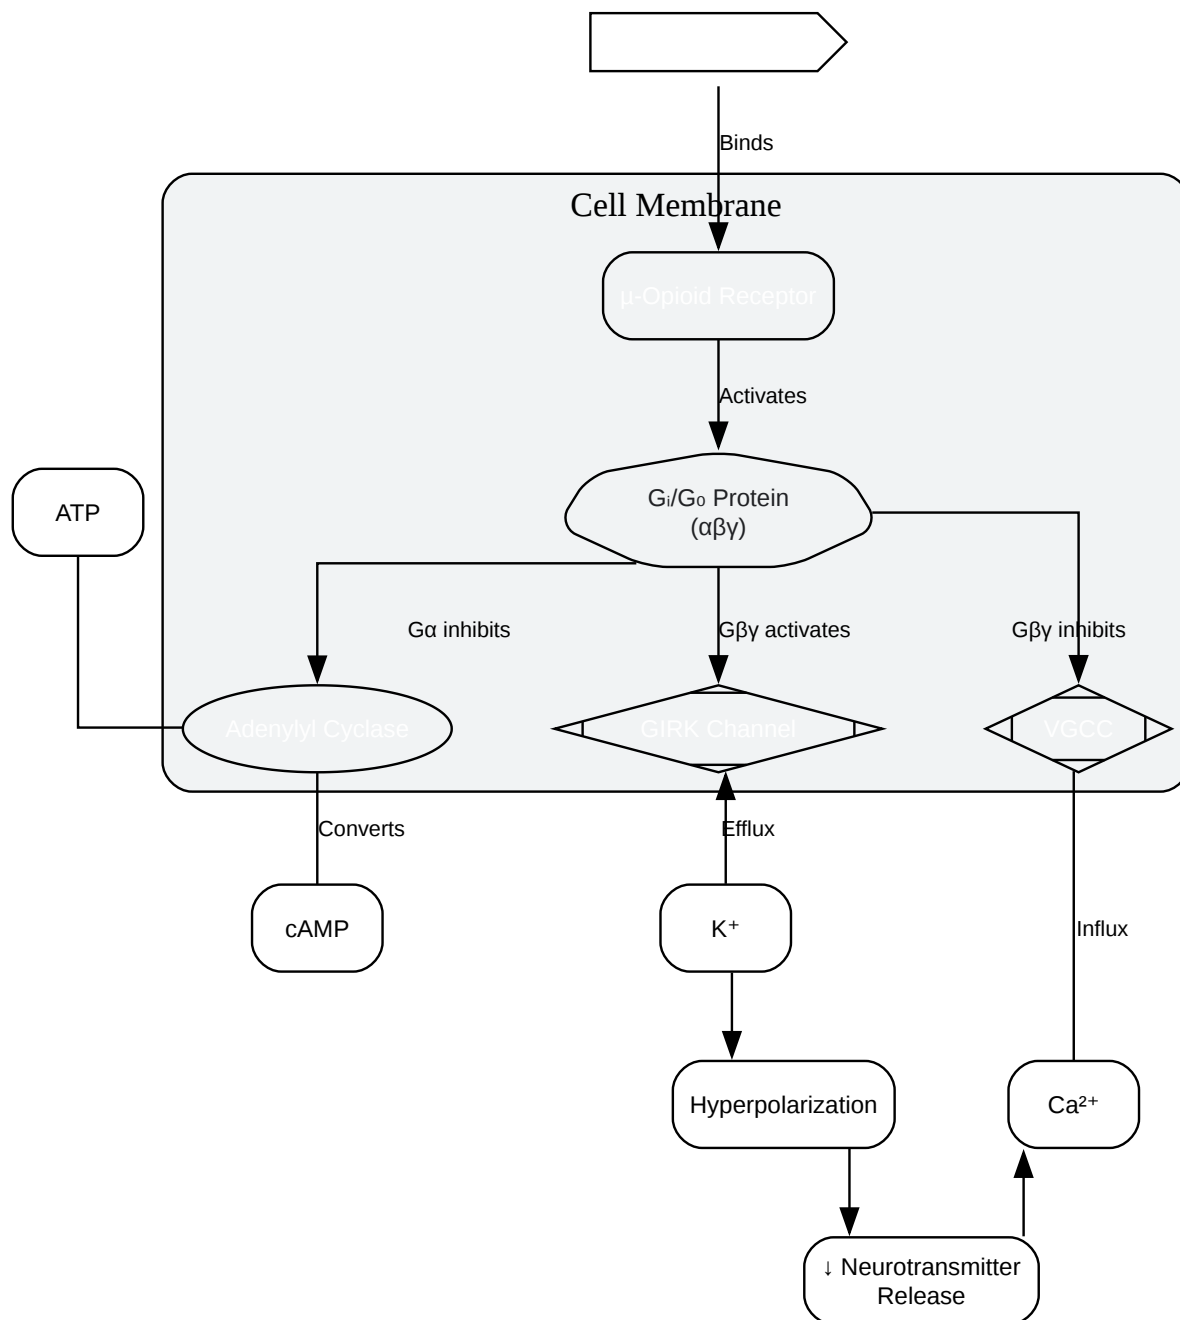 Binds
Cell Membrane
μ-Opioid Receptor
Activates
Gᵢ/G₀ Protein
(αβγ)
ATP
Gα inhibits
Gβγ activates
Gβγ inhibits
Adenylyl Cyclase
GIRK Channel
VGCC
Converts
Efflux
cAMP
K⁺
Influx
Hyperpolarization
Ca²⁺
↓ Neurotransmitter
Release